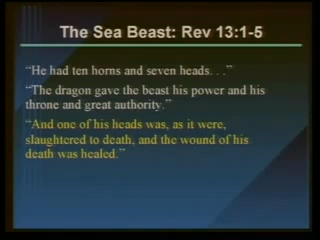 The Sea Beast: Rev 13:1-5
“He had ten horns and seven heads. . .”
“The dragon gave the beast his power and his
throne and great authority.”
“And one of his heads was, as it were,
slaughtered to death, and the wound of his
death was healed.”